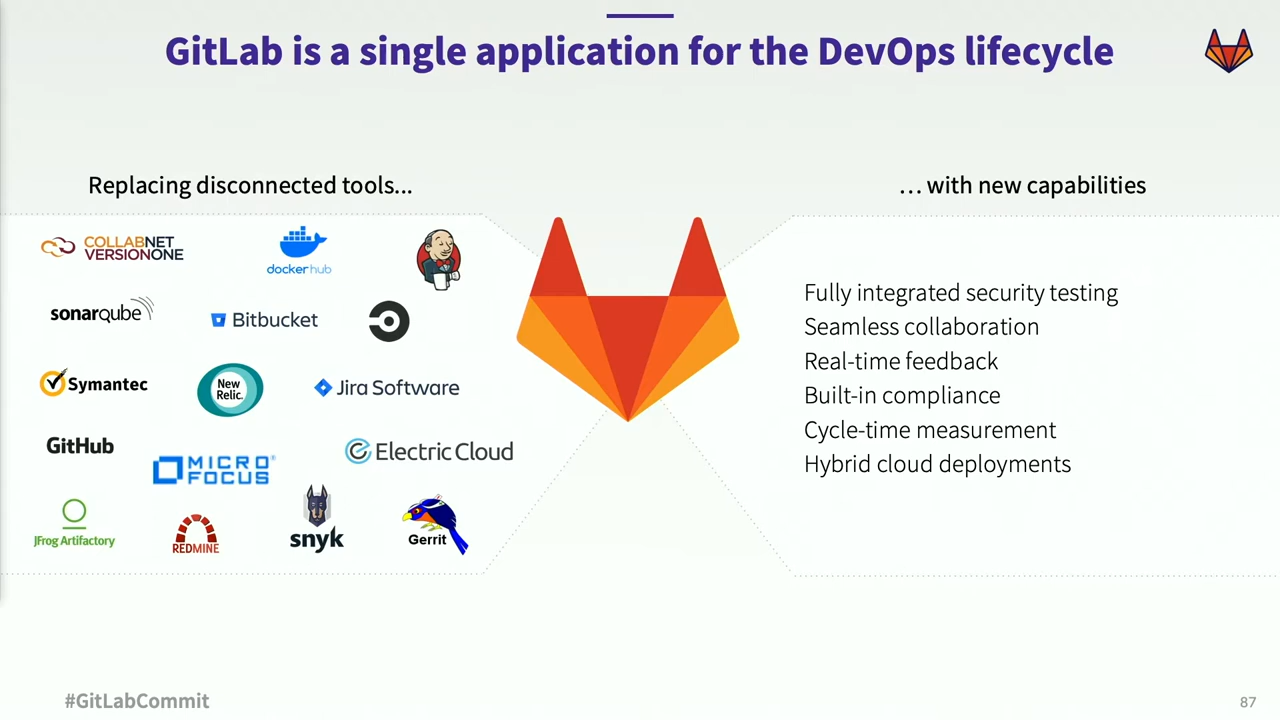 GitLab is a single application for the DevOps lifecycle
Replacing disconnected tools...
COLLABNET
VERSIONONE
dockerhub
sonarqube
Bitbucket
Symantec
New
Relic.
Jira Software
GitHub
MICRO
FOCUS
Electric Cloud
JFrog Artifactory
REDMINE
snyk
Gerrit
... with new capabilities
Fully integrated security testing
Seamless collaboration
Real-time feedback
Built-in compliance
Cycle-time measurement
Hybrid cloud deployments
#GitLabCommit
87